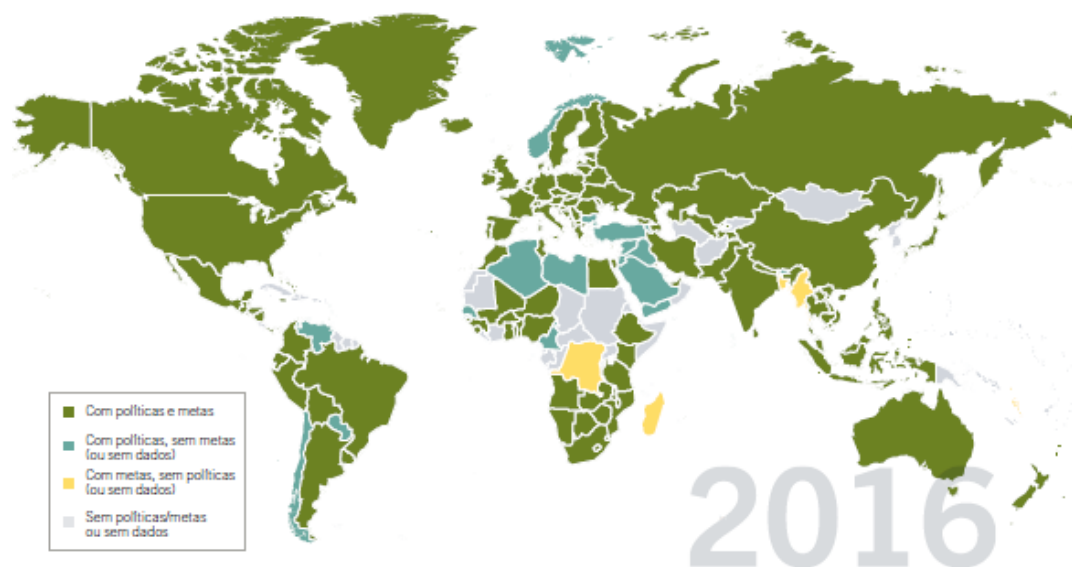 Com políticas e metas
Com políticas, sem metas
(ou sem dados)
Com metas, sem políticas
(ou sem dados)
Sem políticas/metas
ou sem dados
2016